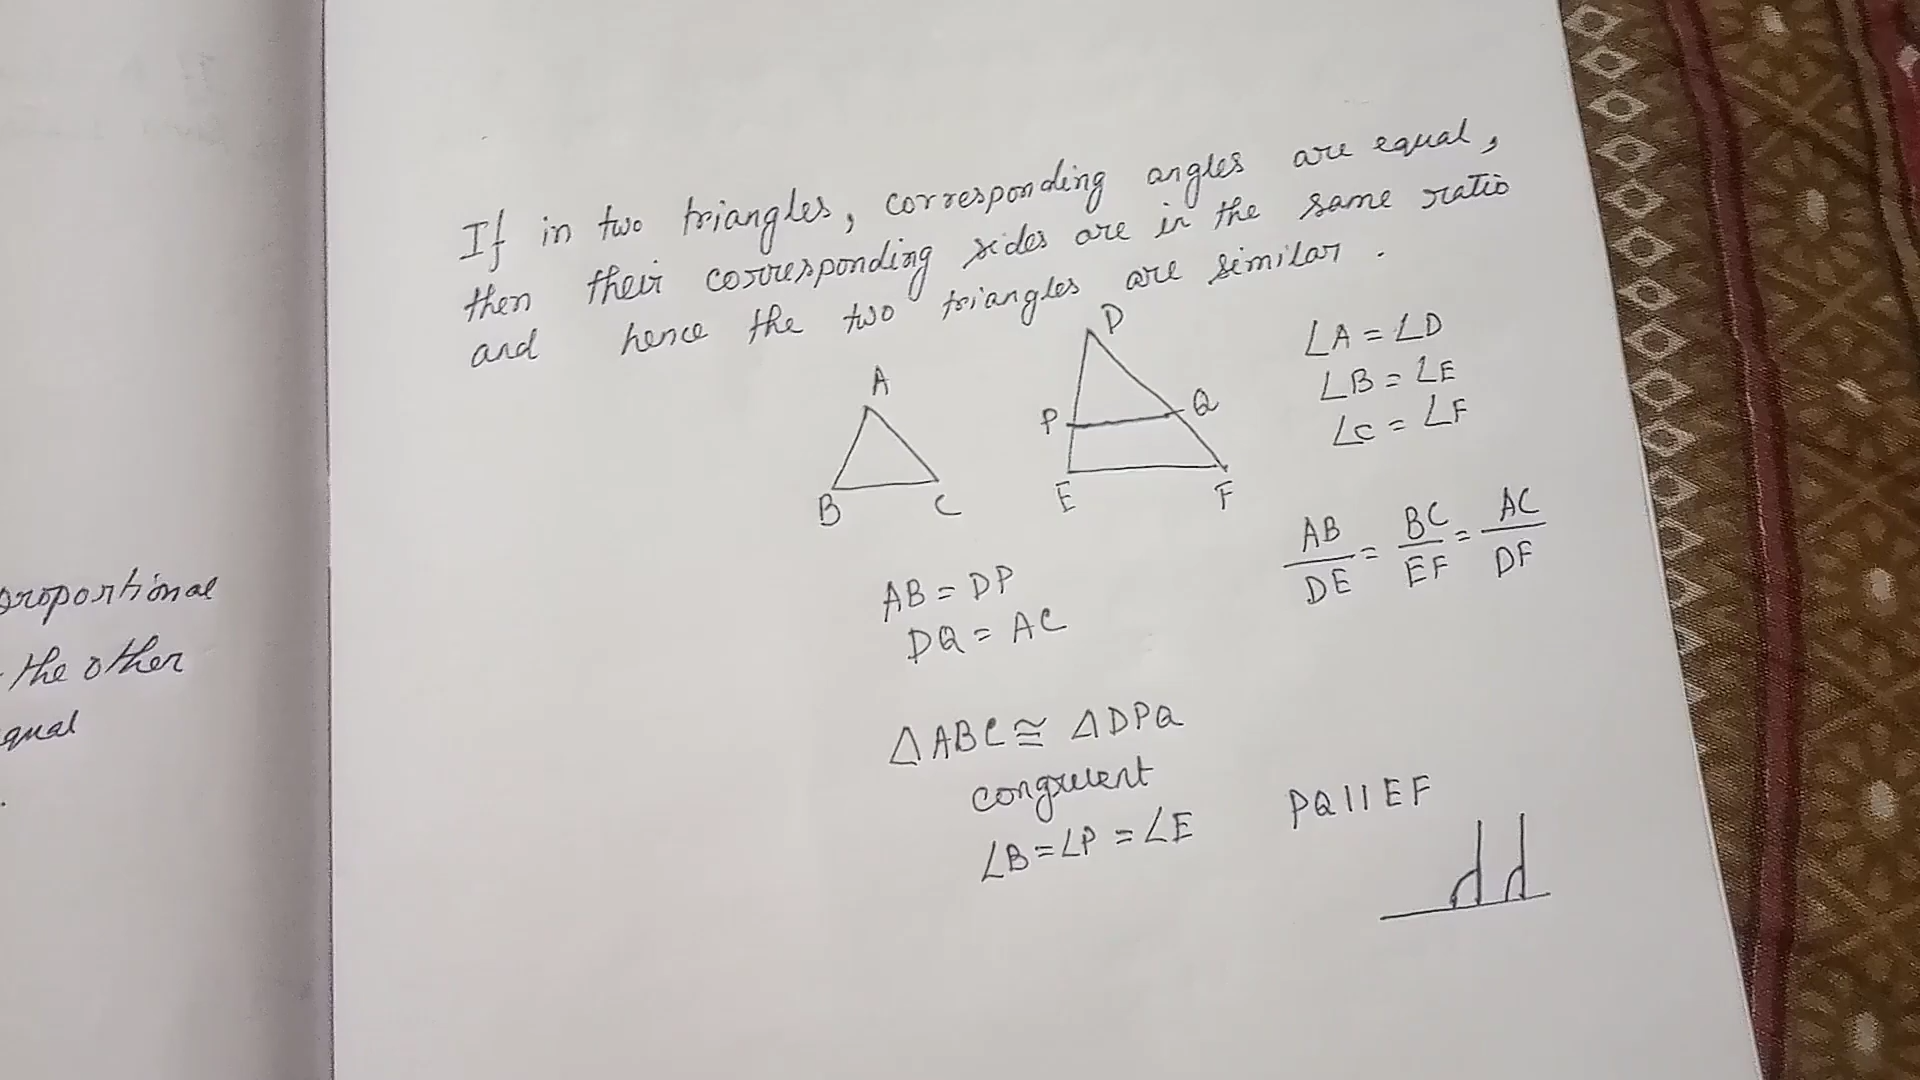 proportional
the other
qual
If in two triangles, corresponding angles are equal,
then their corresponding sides are in the same ratio
and hence the two triangles are similar.
A
B
C
D
P
Q
E
F
∠A = ∠D
∠B = ∠E
∠C = ∠F
AB/DE = BC/EF = AC/DF
AB = DP
DQ = AC
△ABC ≅ △DPQ
congruent
∠B = ∠P = ∠E
PQ || EF